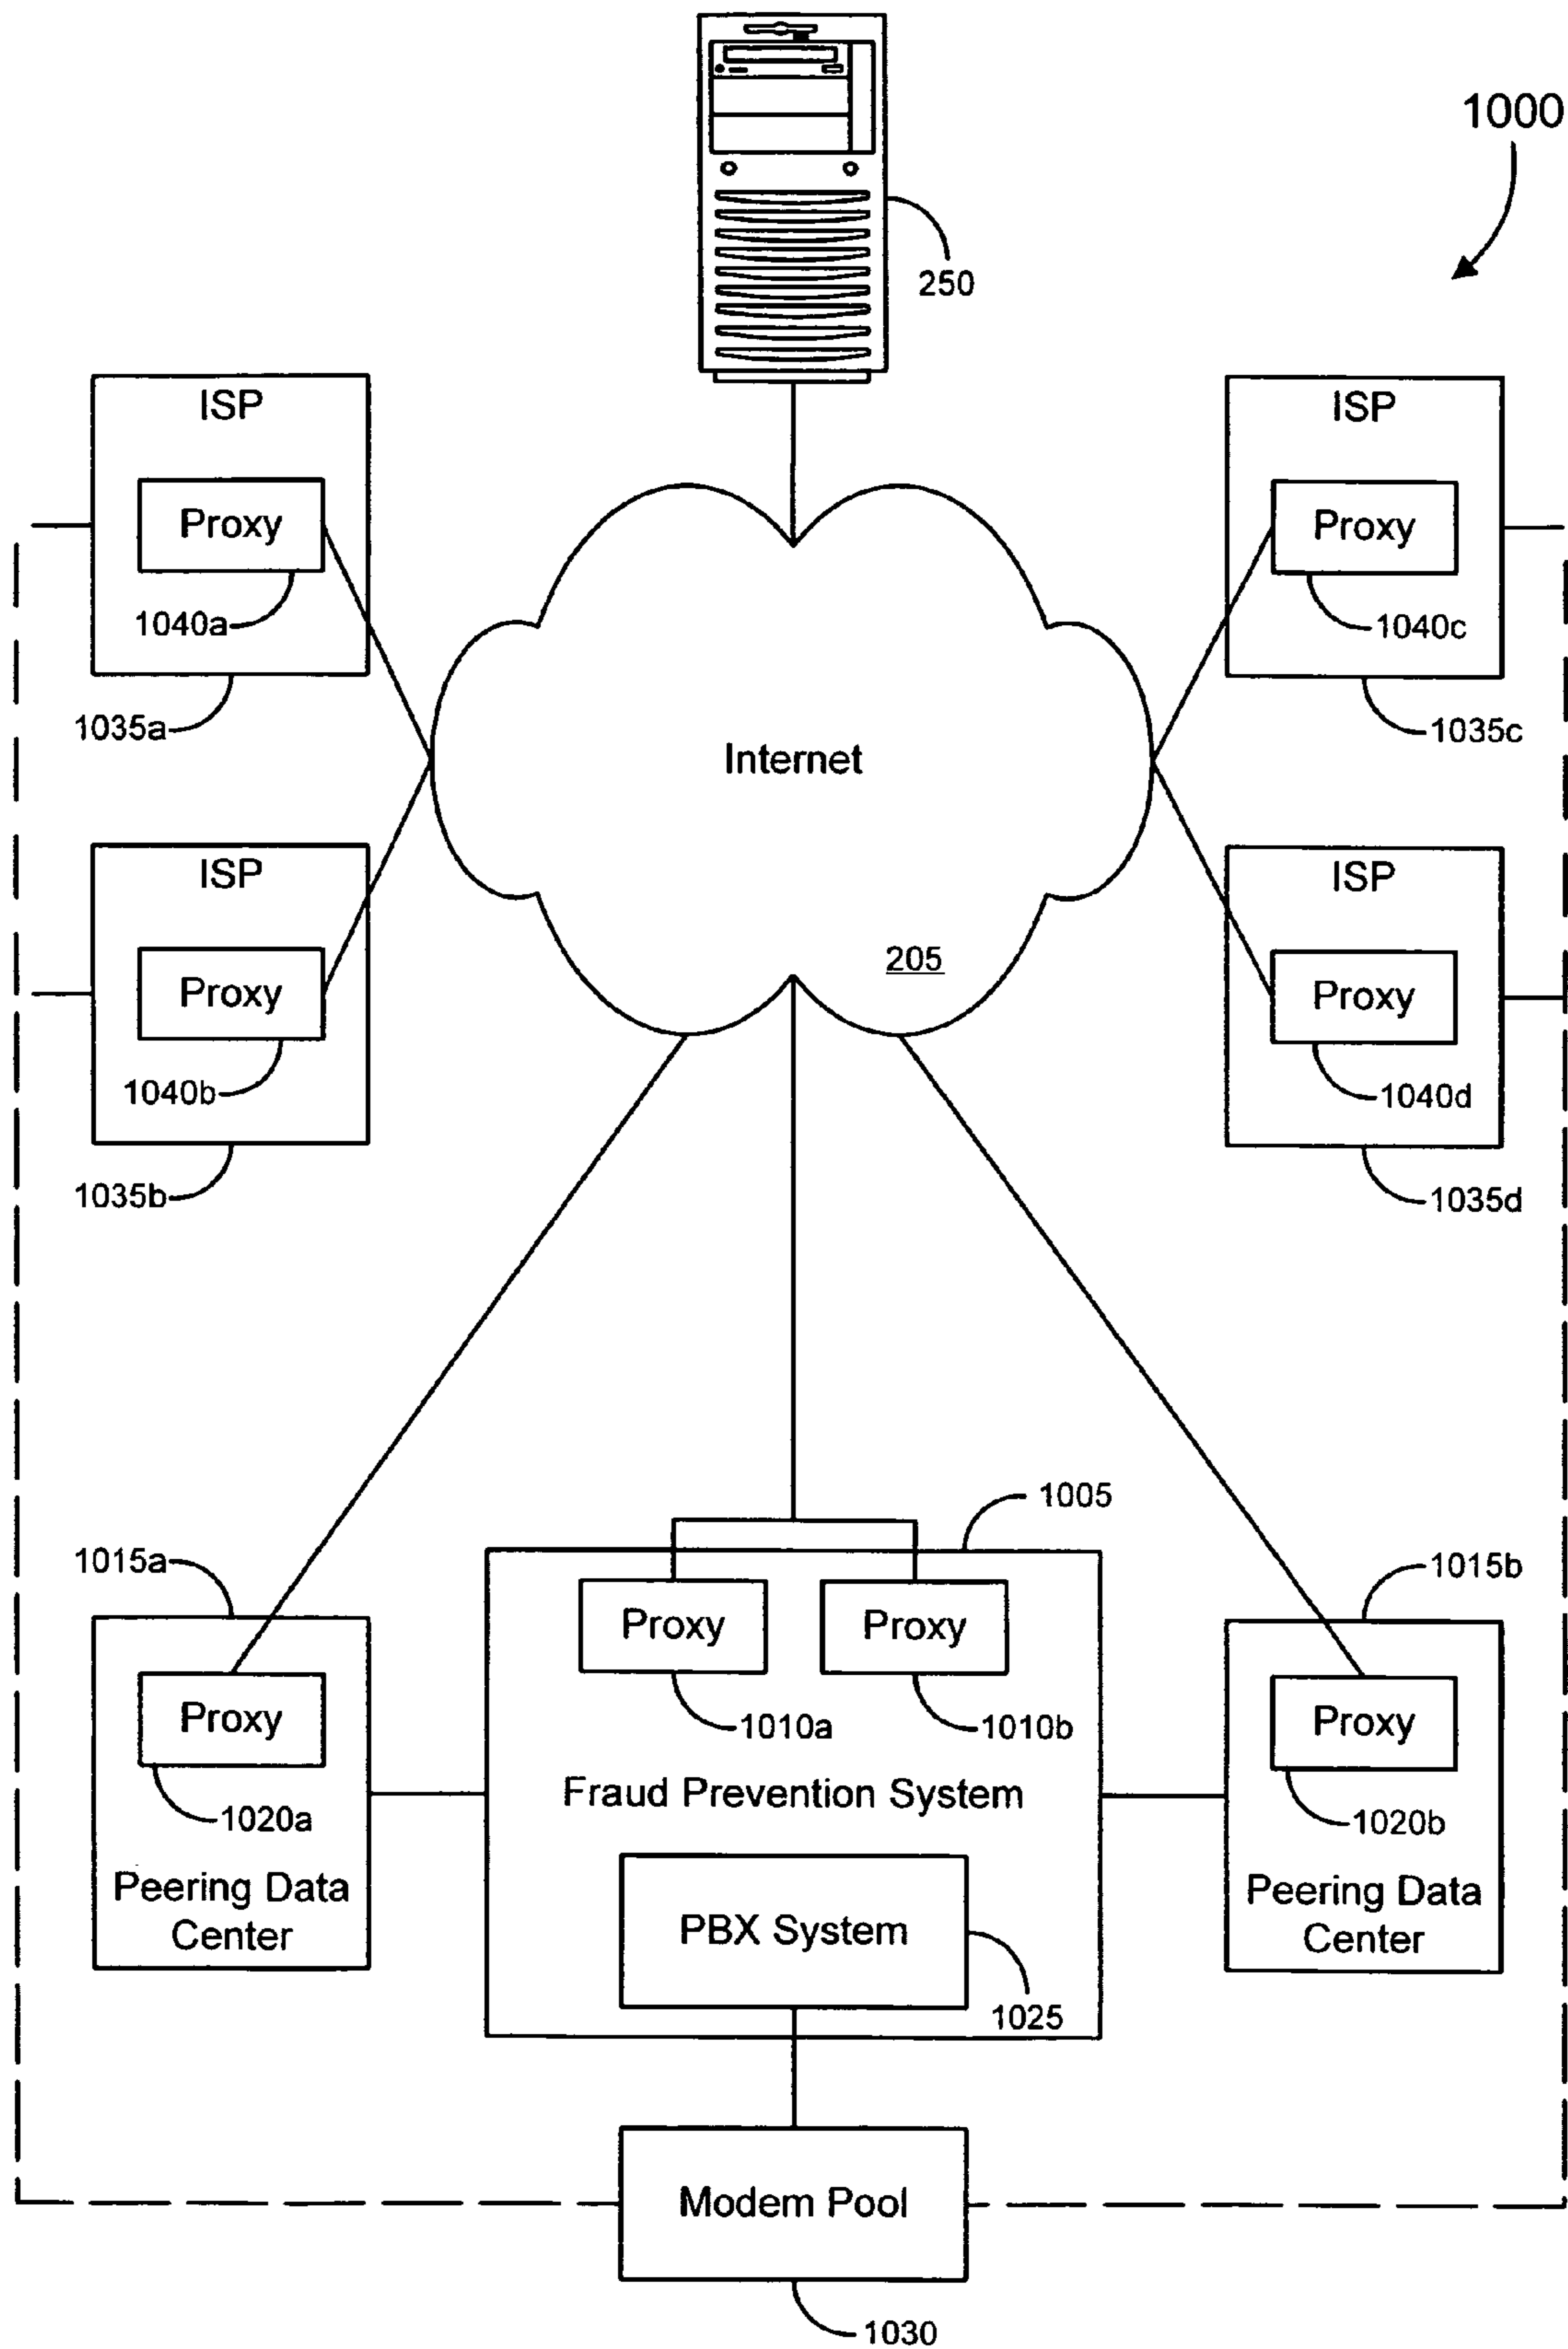 1000
250
ISP
ISP
Proxy
Proxy
1040a
1040c
1035a
1035c
Internet
ISP
ISP
205
Proxy
Proxy
1040b
1040d
1035b
1035d
1005
1015a
1015b
Proxy
Proxy
Proxy
Proxy
1010a
1010b
Fraud Prevention System
1020a
1020b
Peering Data
Center
Peering Data
Center
PBX System
1025
Modem Pool
1030